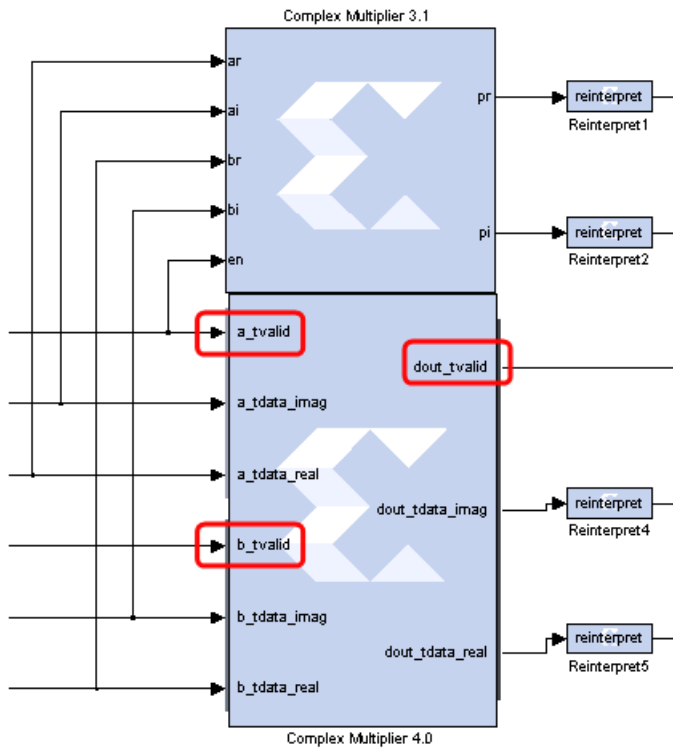 Complex Multiplier 3.1
ar
ai
pr
reinterpret
Reinterpret1
br
bi
pi
reinterpret
Reinterpret2
en
a_tvalid
dout_tvalid
a_tdata_imag
a_tdata_real
dout_tdata_imag
reinterpret
Reinterpret4
b_tvalid
b_tdata_imag
dout_tdata_real
reinterpret
Reinterpret5
b_tdata_real
Complex Multiplier 4.0